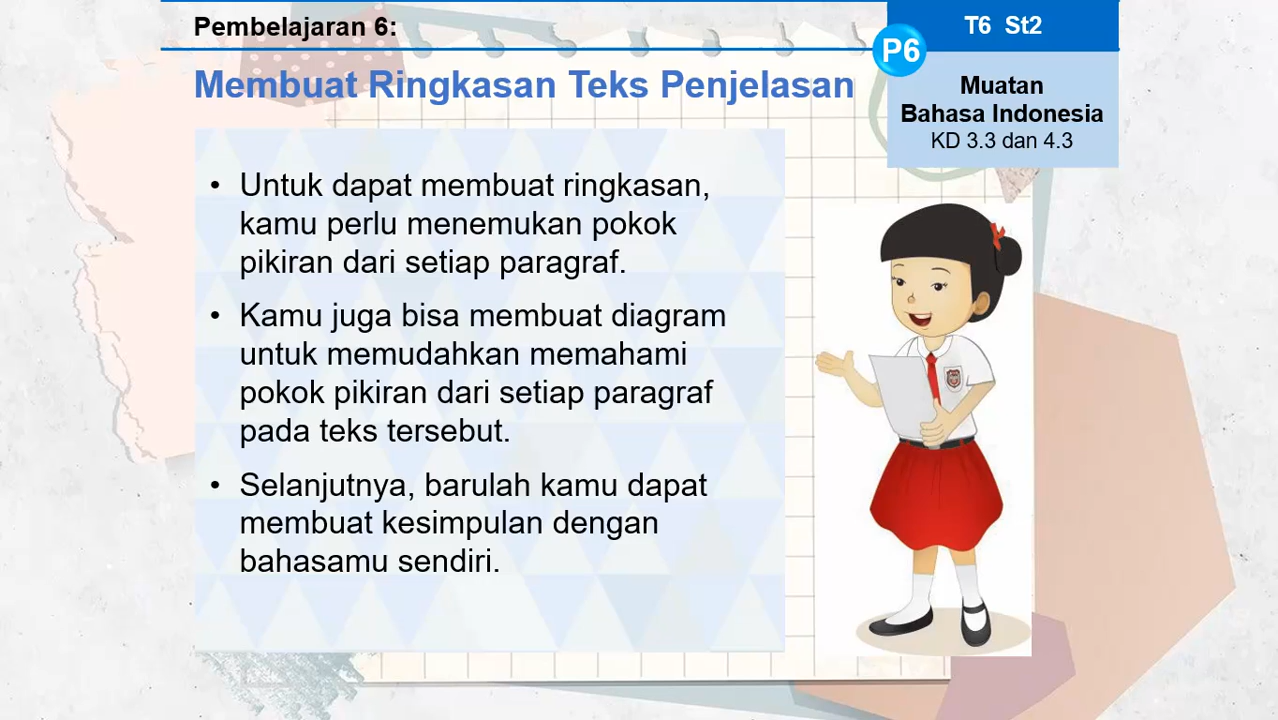 Pembelajaran 6:
T6 St2
P6
Membuat Ringkasan Teks Penjelasan
Muatan
Bahasa Indonesia
KD 3.3 dan 4.3
• Untuk dapat membuat ringkasan,
kamu perlu menemukan pokok
pikiran dari setiap paragraf.
• Kamu juga bisa membuat diagram
untuk memudahkan memahami
pokok pikiran dari setiap paragraf
pada teks tersebut.
• Selanjutnya, barulah kamu dapat
membuat kesimpulan dengan
bahasamu sendiri.